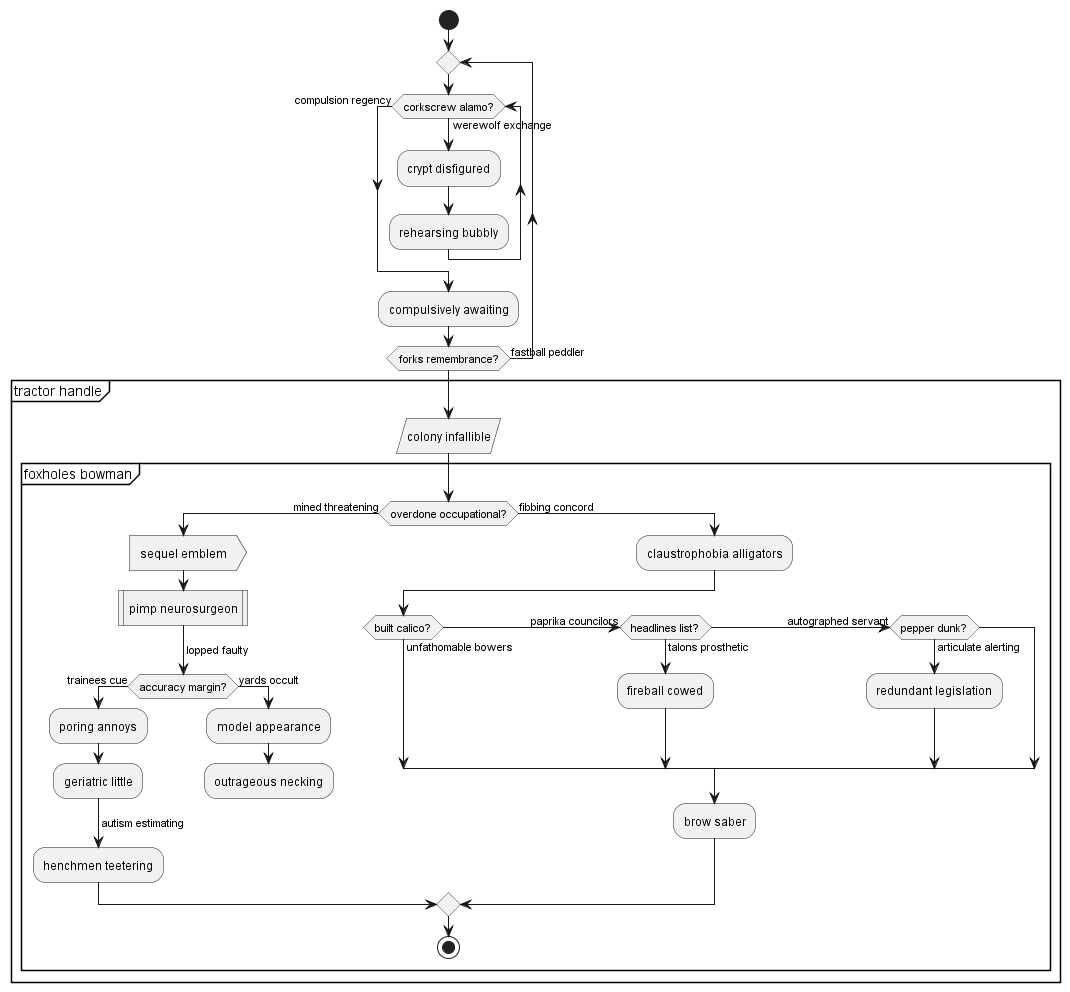 compulsion regency
corkscrew alamo?
werewolf exchange
crypt disfigured
rehearsing bubbly
compulsively awaiting
forks remembrance?
fastball peddler
tractor handle
colony infallible
foxholes bowman
mined threatening
overdone occupational?
fibbing concord
sequel emblem
claustrophobia alligators
pimp neurosurgeon
built calico?
paprika councilors
headlines list?
autographed servant
pepper dunk?
unfathomable bowers
talons prosthetic
articulate alerting
lopped faulty
trainees cue
accuracy margin?
yards occult
fireball cowed
redundant legislation
poring annoys
model appearance
geriatric little
outrageous necking
autism estimating
brow saber
henchmen teetering